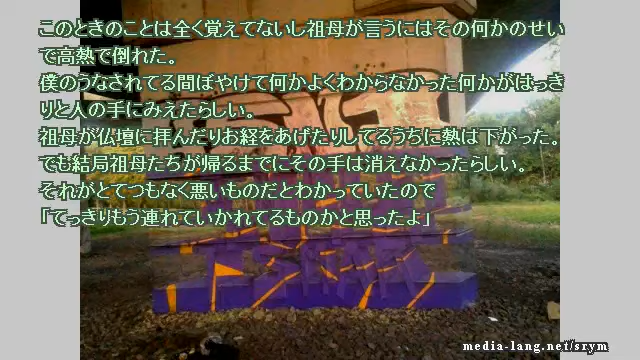 このときのことは全く覚えてないし祖母が言うにはその何かのせい
で高熱で倒れた。
僕のうなされてる間ぼやけて何かよくわからなかった何かがはっき
りと人の手にみえたらしい。
祖母が仏壇に拝んだりお経をあげたりしてるうちに熱は下がった。
でも結局祖母たちが帰るまでにその手は消えなかったらしい。
それがとてつもなく悪いものだとわかっていたので
「てっきりもう連れていかれてるものかと思ったよ」
media-lang.net/srym